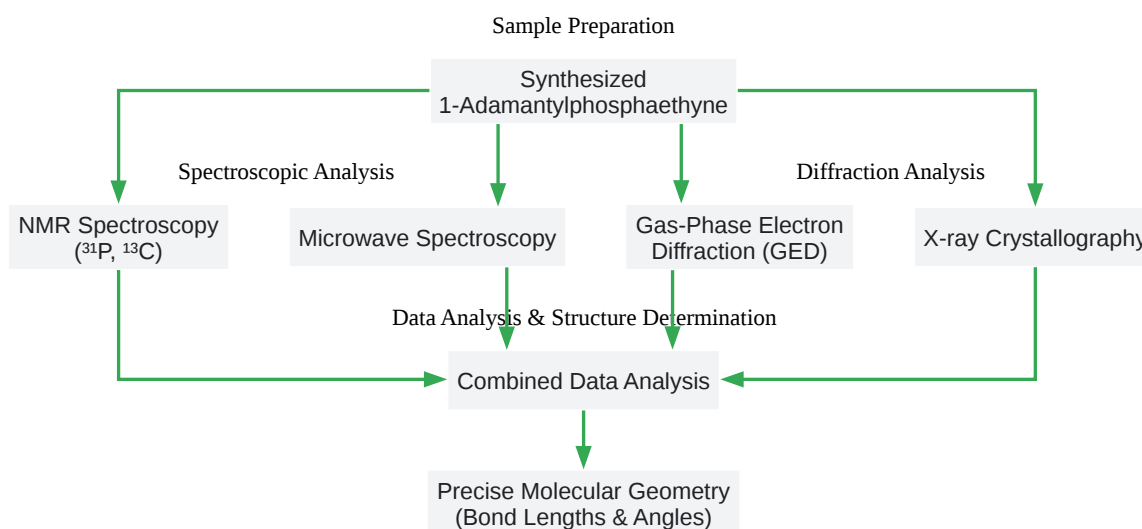 Sample Preparation
Synthesized
1-Adamantylphosphaethyne
Spectroscopic Analysis
Diffraction Analysis
NMR Spectroscopy
(³¹P, ¹³C)
Microwave Spectroscopy
Gas-Phase Electron
Diffraction (GED)
X-ray Crystallography
Data Analysis & Structure Determination
Combined Data Analysis
Precise Molecular Geometry
(Bond Lengths & Angles)